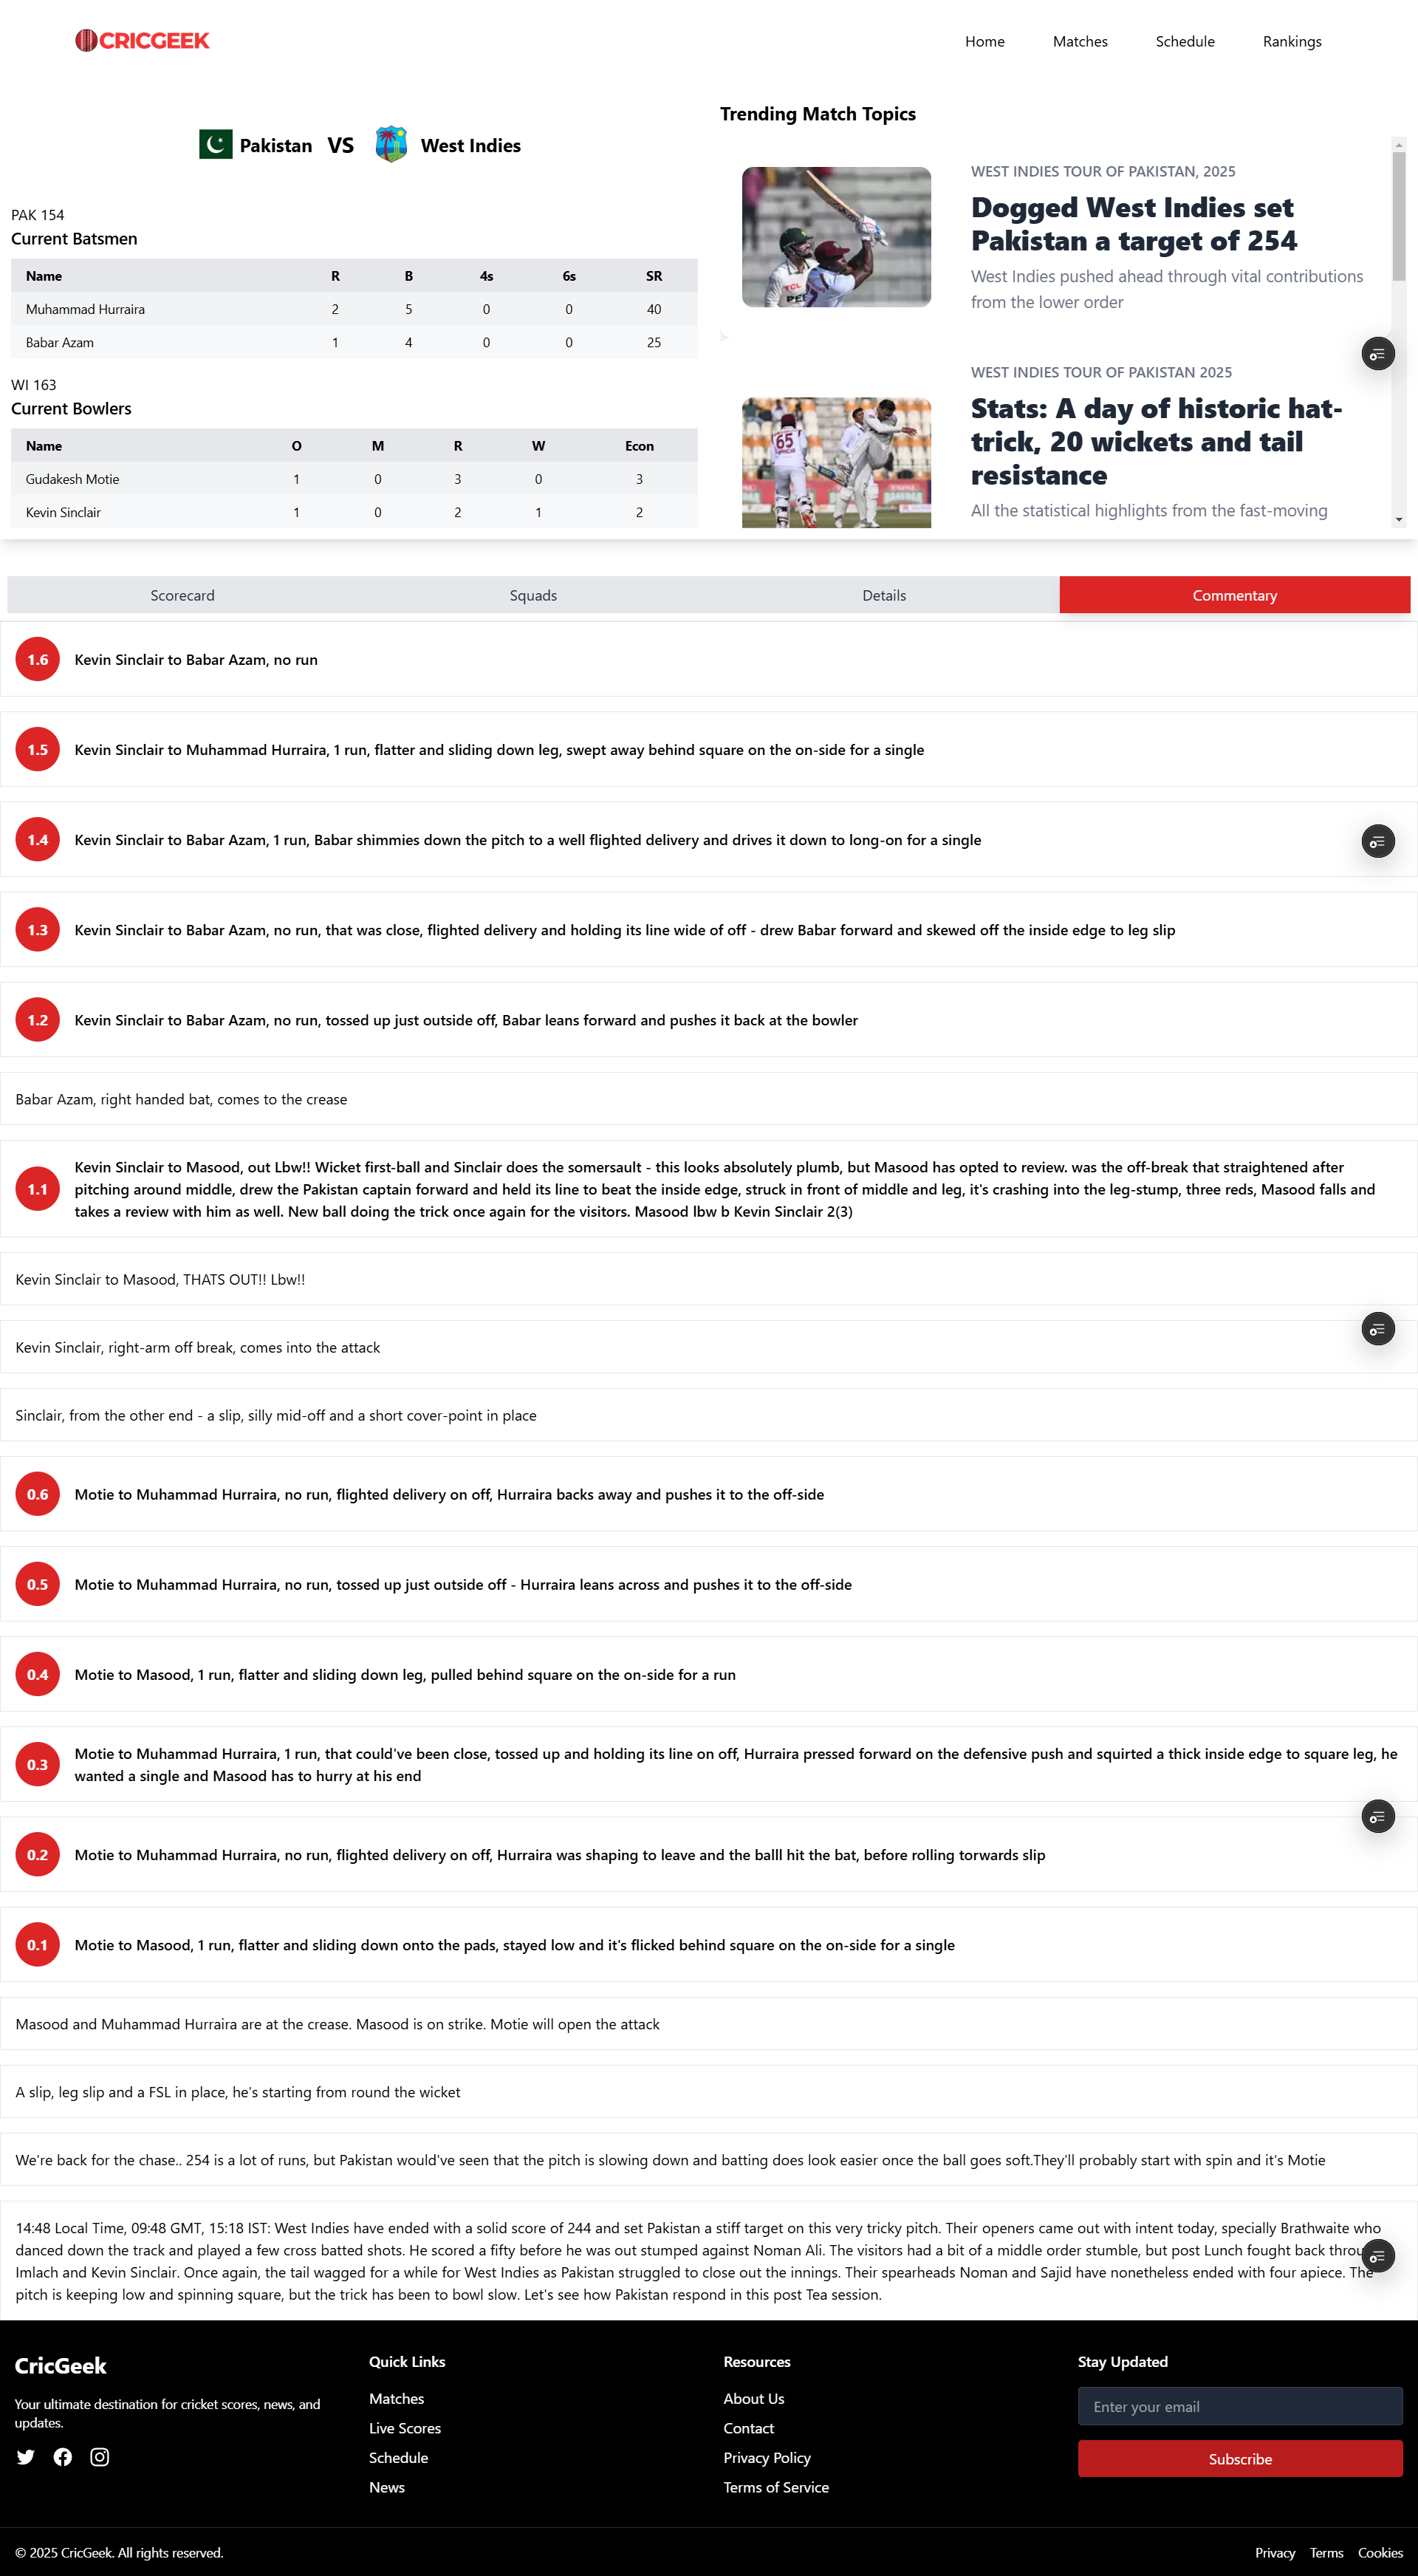 CRICGEEK
Home Matches Schedule Rankings
Pakistan VS West Indies
PAK 154
Current Batsmen
Name R B 4s 6s SR
Muhammad Hurraira 2 5 0 0 40
Babar Azam 1 4 0 0 25
WI 163
Current Bowlers
Name O M R W Econ
Gudakesh Motie 1 0 3 0 3
Kevin Sinclair 1 0 2 1 2
Trending Match Topics
WEST INDIES TOUR OF PAKISTAN, 2025
Dogged West Indies set
Pakistan a target of 254
West Indies pushed ahead through vital contributions
from the lower order
WEST INDIES TOUR OF PAKISTAN 2025
Stats: A day of historic hat-
trick, 20 wickets and tail
resistance
All the statistical highlights from the fast-moving
65
Scorecard Squads Details Commentary
1.6 Kevin Sinclair to Babar Azam, no run
1.5 Kevin Sinclair to Muhammad Hurraira, 1 run, flatter and sliding down leg, swept away behind square on the on-side for a single
1.4 Kevin Sinclair to Babar Azam, 1 run, Babar shimmies down the pitch to a well flighted delivery and drives it down to long-on for a single
1.3 Kevin Sinclair to Babar Azam, no run, that was close, flighted delivery and holding its line wide of off - drew Babar forward and skewed off the inside edge to leg slip
1.2 Kevin Sinclair to Babar Azam, no run, tossed up just outside off, Babar leans forward and pushes it back at the bowler
Babar Azam, right handed bat, comes to the crease
1.1 Kevin Sinclair to Masood, out Lbw!! Wicket first-ball and Sinclair does the somersault - this looks absolutely plumb, but Masood has opted to review. was the off-break that straightened after
pitching around middle, drew the Pakistan captain forward and held its line to beat the inside edge, struck in front of middle and leg, it's crashing into the leg-stump, three reds, Masood falls and
takes a review with him as well. New ball doing the trick once again for the visitors. Masood lbw b Kevin Sinclair 2(3)
Kevin Sinclair to Masood, THATS OUT!! Lbw!!
Kevin Sinclair, right-arm off break, comes into the attack
Sinclair, from the other end - a slip, silly mid-off and a short cover-point in place
0.6 Motie to Muhammad Hurraira, no run, flighted delivery on off, Hurraira backs away and pushes it to the off-side
0.5 Motie to Muhammad Hurraira, no run, tossed up just outside off - Hurraira leans across and pushes it to the off-side
0.4 Motie to Masood, 1 run, flatter and sliding down leg, pulled behind square on the on-side for a run
0.3 Motie to Muhammad Hurraira, 1 run, that could've been close, tossed up and holding its line on off, Hurraira pressed forward on the defensive push and squirted a thick inside edge to square leg, he
wanted a single and Masood has to hurry at his end
0.2 Motie to Muhammad Hurraira, no run, flighted delivery on off, Hurraira was shaping to leave and the balll hit the bat, before rolling torwards slip
0.1 Motie to Masood, 1 run, flatter and sliding down onto the pads, stayed low and it's flicked behind square on the on-side for a single
Masood and Muhammad Hurraira are at the crease. Masood is on strike. Motie will open the attack
A slip, leg slip and a FSL in place, he's starting from round the wicket
We're back for the chase.. 254 is a lot of runs, but Pakistan would've seen that the pitch is slowing down and batting does look easier once the ball goes soft.They'll probably start with spin and it's Motie
14:48 Local Time, 09:48 GMT, 15:18 IST: West Indies have ended with a solid score of 244 and set Pakistan a stiff target on this very tricky pitch. Their openers came out with intent today, specially Brathwaite who
danced down the track and played a few cross batted shots. He scored a fifty before he was out stumped against Noman Ali. The visitors had a bit of a middle order stumble, but post Lunch fought back
Imlach and Kevin Sinclair. Once again, the tail wagged for a while for West Indies as Pakistan struggled to close out the innings. Their spearheads Noman and Sajid have nonetheless ended with four apiece. The
pitch is keeping low and spinning square, but the trick has been to bowl slow. Let's see how Pakistan respond in this post Tea session.
CricGeek
Your ultimate destination for cricket scores, news, and
updates.
Quick Links
Matches
Live Scores
Schedule
News
Resources
About Us
Contact
Privacy Policy
Terms of Service
Stay Updated
Enter your email
Subscribe
© 2025 CricGeek. All rights reserved.
Privacy Terms Cookies